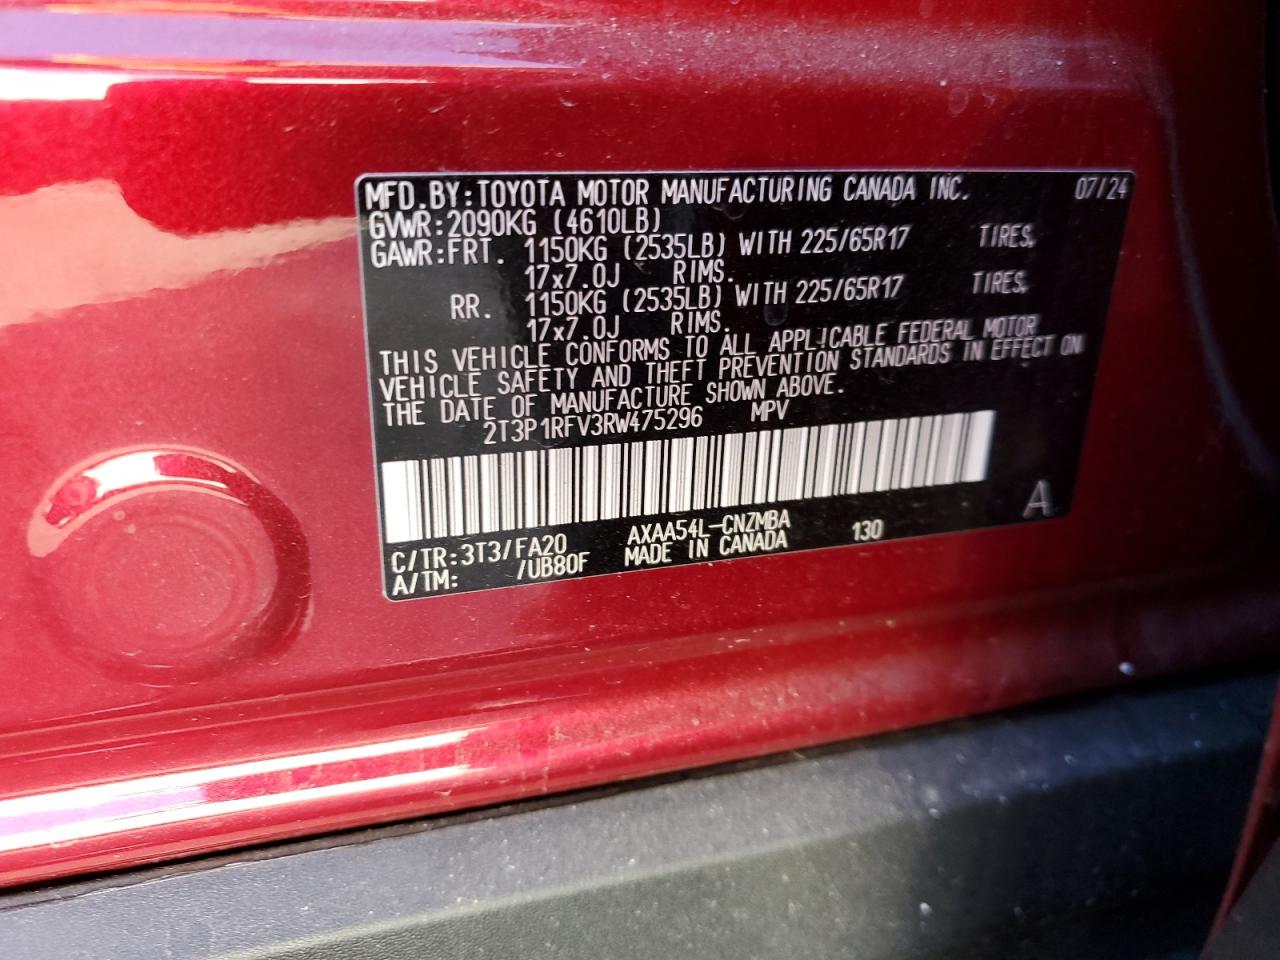 MFD.BY:TOYOTA MOTOR MANUFACTURING CANADA INC. 07/24
GVWR:2090KG (4610LB)
GAWR:FRT. 1150KG (2535LB) WITH 225/65R17 TIRES,
17x7.0J RIMS.
RR. 1150KG (2535LB) WITH 225/65R17 TIRES,
17x7.0J RIMS.
THIS VEHICLE CONFORMS TO ALL APPLICABLE FEDERAL MOTOR
VEHICLE SAFETY AND THEFT PREVENTION STANDARDS IN EFFECT ON
THE DATE OF MANUFACTURE SHOWN ABOVE.
2T3P1RFV3RW475296 MPV
A
C/TR:3T3/FA20 AXAA54L-CNZMBA 130
A/TM: /UB80F MADE IN CANADA